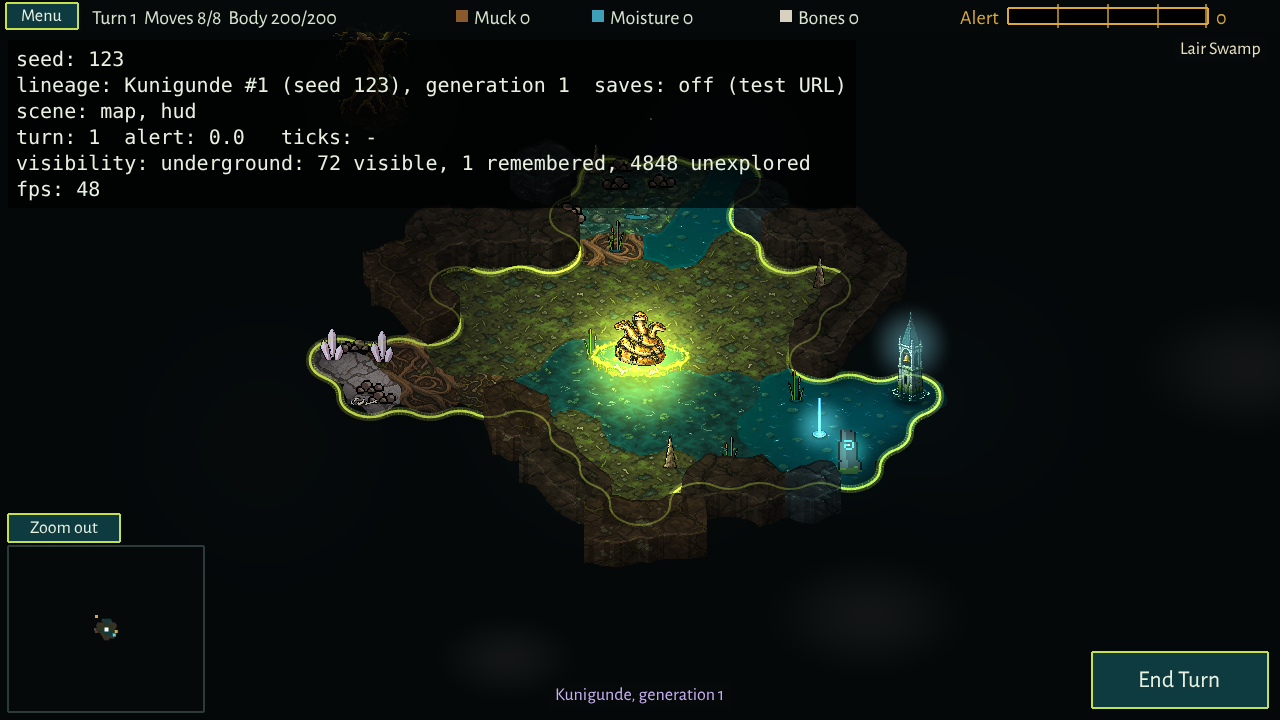 Menu Turn 1 Moves 8/8 Body 200/200 Muck 0 Moisture 0 Bones 0 Alert 0
Lair Swamp
seed: 123
lineage: Kunigunde #1 (seed 123), generation 1 saves: off (test URL)
scene: map, hud
turn: 1 alert: 0.0 ticks: -
visibility: underground: 72 visible, 1 remembered, 4848 unexplored
fps: 48
Zoom out
Kunigunde, generation 1
End Turn